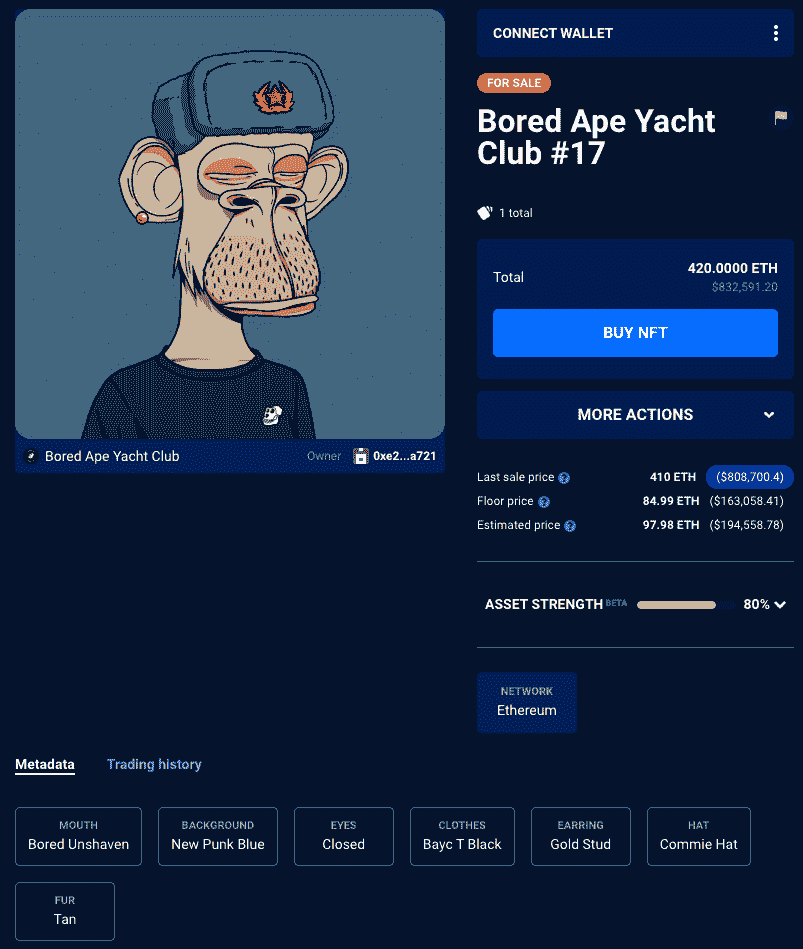 CONNECT WALLET
FOR SALE
Bored Ape Yacht
Club #17
1 total
Total
420.0000 ETH
$832,591.20
BUY NFT
MORE ACTIONS
Bored Ape Yacht Club
Owner
0xe2...a721
Last sale price 410 ETH ($808,700.4)
Floor price 84.99 ETH ($163,058.41)
Estimated price 97.98 ETH ($194,558.78)
ASSET STRENGTH BETA 80%
NETWORK
Ethereum
Metadata Trading history
MOUTH
Bored Unshaven
BACKGROUND
New Punk Blue
EYES
Closed
CLOTHES
Bayc T Black
EARRING
Gold Stud
HAT
Commie Hat
FUR
Tan